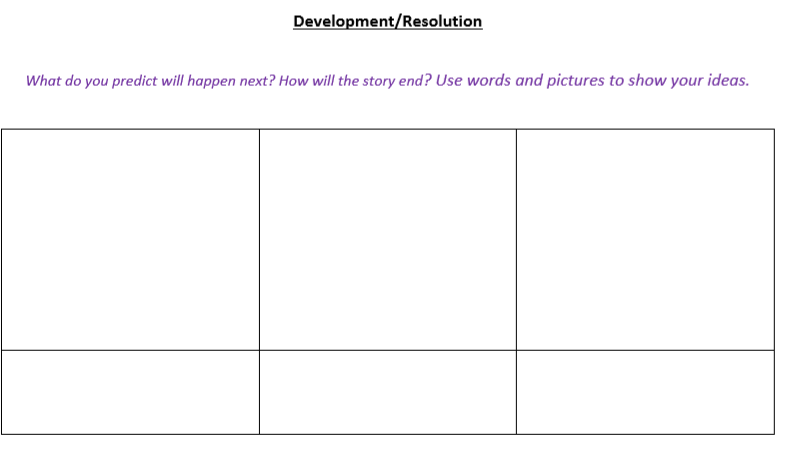 Development/Resolution
What do you predict will happen next? How will the story end? Use words and pictures to show your ideas.